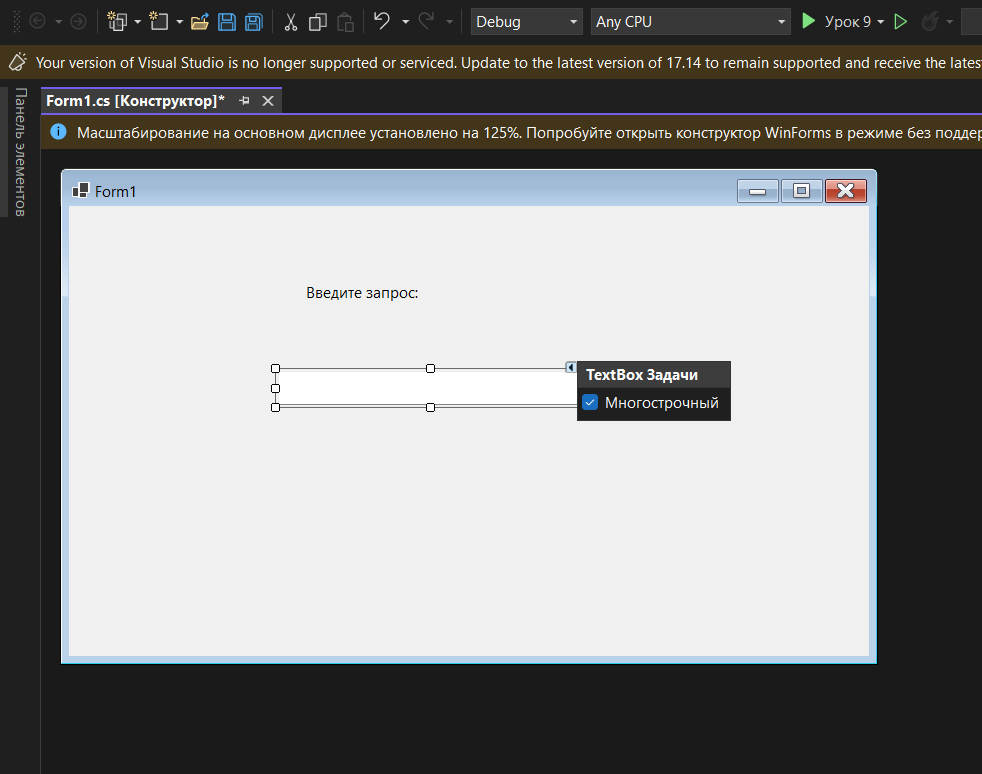 Debug Any CPU Урок 9
Your version of Visual Studio is no longer supported or serviced. Update to the latest version of 17.14 to remain supported and receive the lates
Панель элементов
Form1.cs [Конструктор]*
Масштабирование на основном дисплее установлено на 125%. Попробуйте открыть конструктор WinForms в режиме без поддер
Form1
Введите запрос:
TextBox Задачи
Многострочный